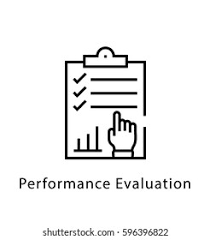 Performance Evaluation
shutterstock.com · 596396822